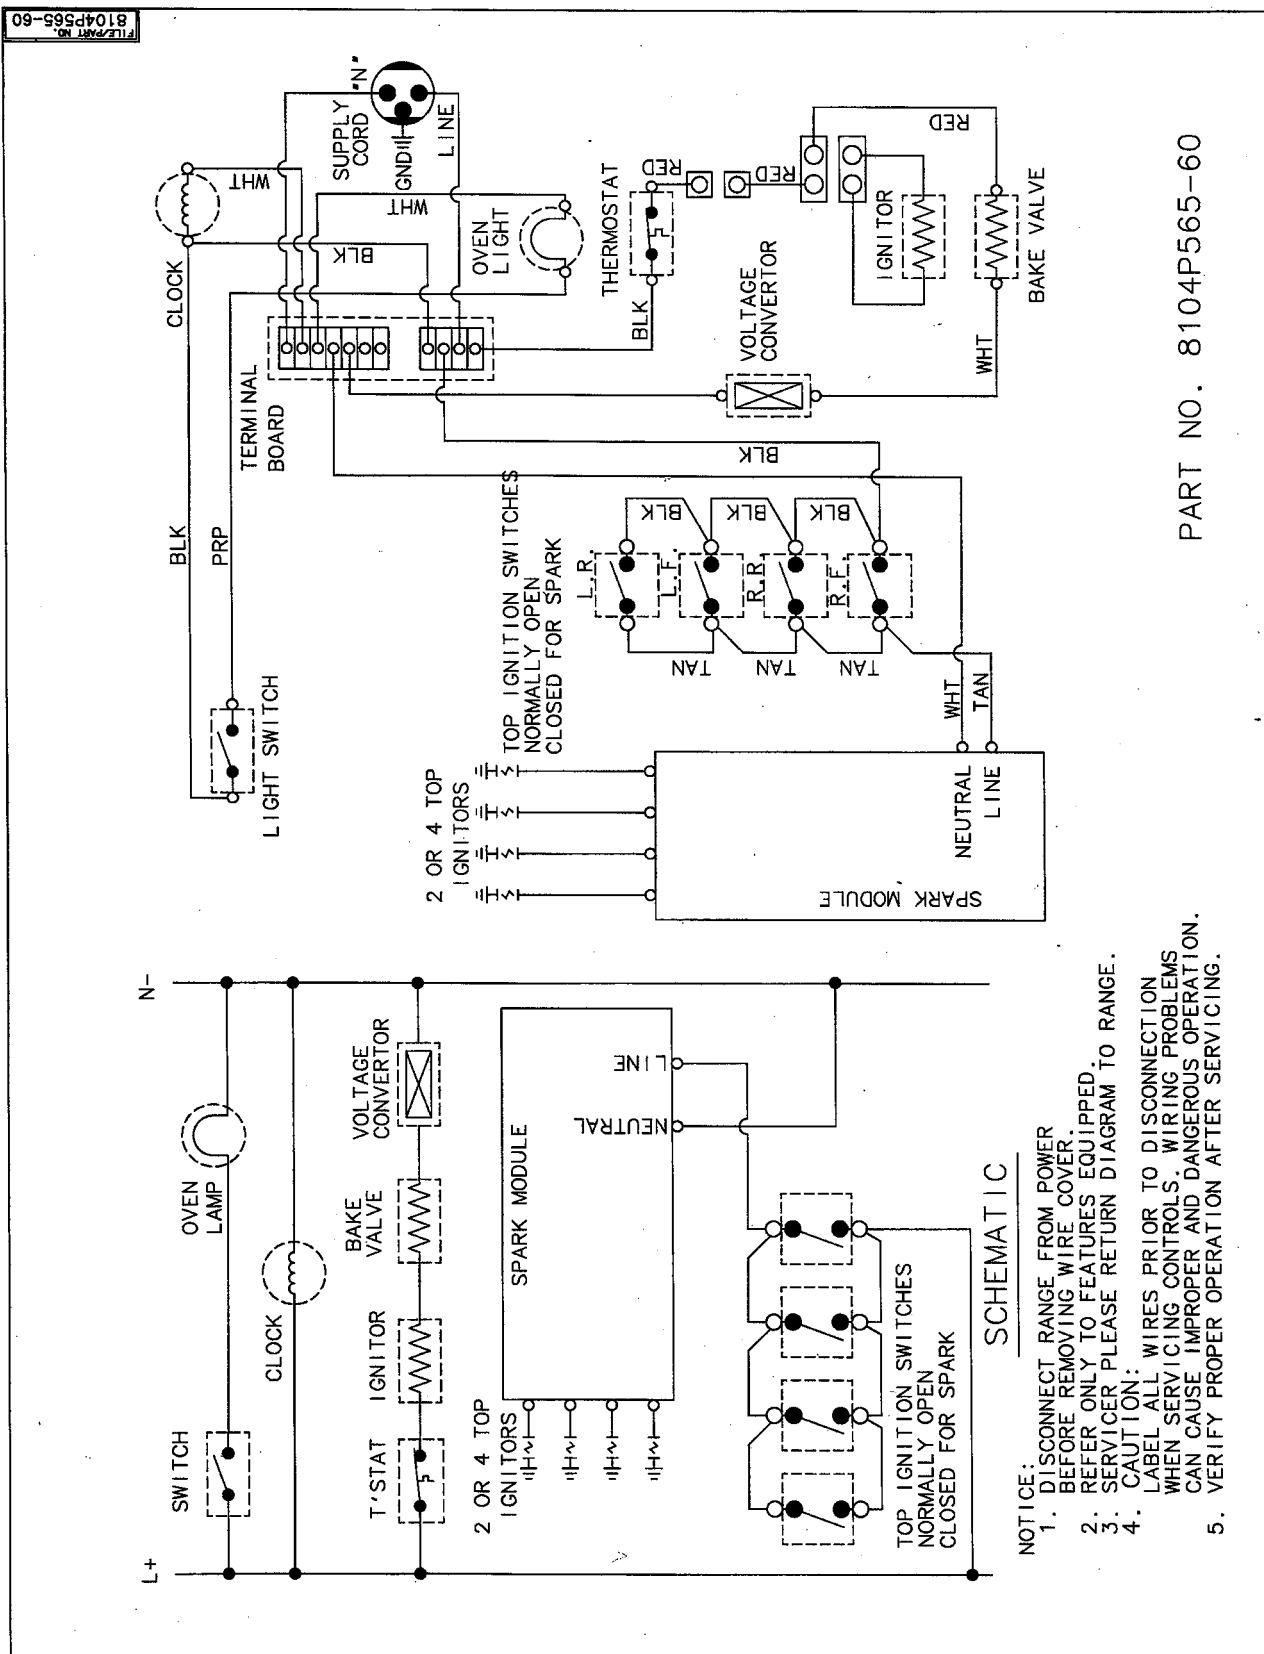 FILE/PART NO.
8104P565-60
SUPPLY
CORD
"N"
GND
LINE
WHT
CLOCK
WHT
BLK
OVEN
LIGHT
THERMOSTAT
RED
RED
RED
IGNITOR
BAKE VALVE
VOLTAGE
CONVERTOR
BLK
WHT
TERMINAL
BOARD
BLK
PRP
LIGHT SWITCH
BLK
TOP IGNITION SWITCHES
NORMALLY OPEN
CLOSED FOR SPARK
L.R.
L.F.
R.R.
R.F.
BLK
BLK
BLK
TAN
TAN
TAN
WHT
TAN
2 OR 4 TOP
IGNITORS
NEUTRAL
LINE
SPARK MODULE
PART NO. 8104P565-60
L+
N-
SWITCH
OVEN
LAMP
CLOCK
T'STAT
IGNITOR
BAKE
VALVE
VOLTAGE
CONVERTOR
2 OR 4 TOP
IGNITORS
SPARK MODULE
LINE
NEUTRAL
TOP IGNITION SWITCHES
NORMALLY OPEN
CLOSED FOR SPARK
SCHEMATIC
NOTICE:
1. DISCONNECT RANGE FROM POWER
BEFORE REMOVING WIRE COVER.
2. REFER ONLY TO FEATURES EQUIPPED.
3. SERVICER PLEASE RETURN DIAGRAM TO RANGE.
4. CAUTION:
LABEL ALL WIRES PRIOR TO DISCONNECTION
WHEN SERVICING CONTROLS. WIRING PROBLEMS
CAN CAUSE IMPROPER AND DANGEROUS OPERATION.
5. VERIFY PROPER OPERATION AFTER SERVICING.